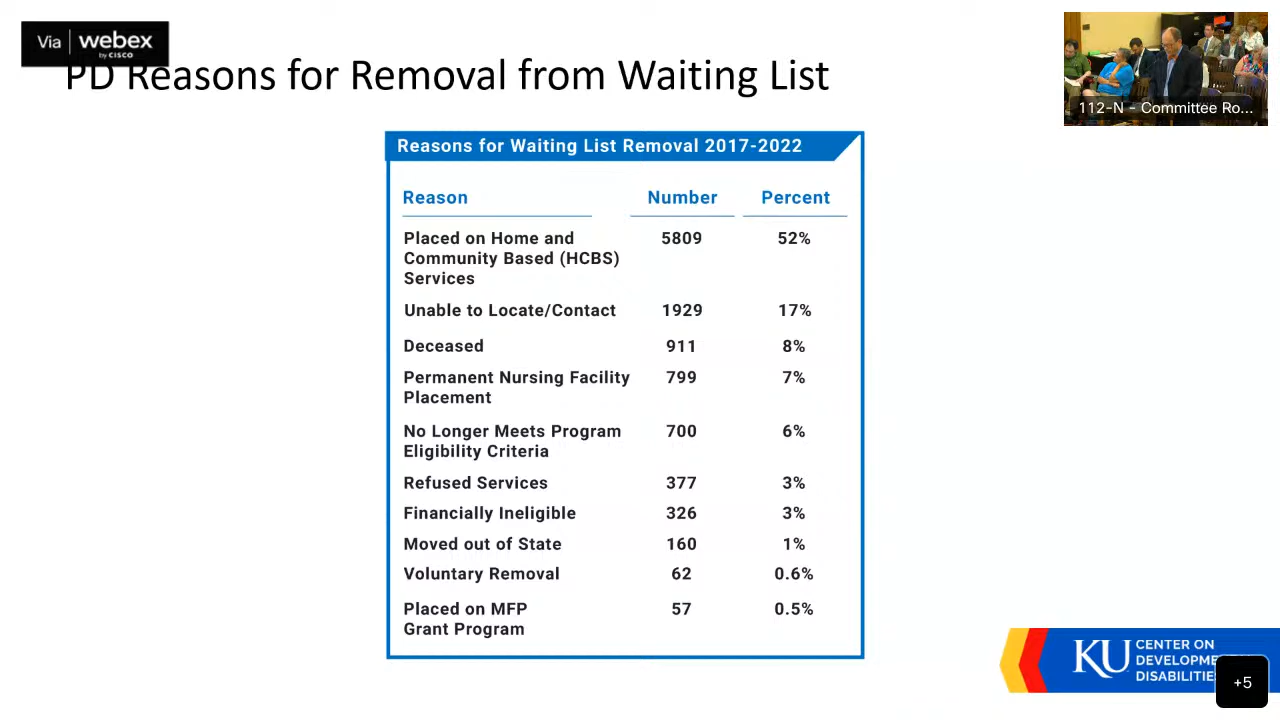 Via webex
by CISCO
PD Reasons for Removal from Waiting List
112-N - Committee Ro...
Reasons for Waiting List Removal 2017-2022
Reason Number Percent
Placed on Home and 5809 52%
Community Based (HCBS)
Services
Unable to Locate/Contact 1929 17%
Deceased 911 8%
Permanent Nursing Facility 799 7%
Placement
No Longer Meets Program 700 6%
Eligibility Criteria
Refused Services 377 3%
Financially Ineligible 326 3%
Moved out of State 160 1%
Voluntary Removal 62 0.6%
Placed on MFP 57 0.5%
Grant Program
KU CENTER ON
DEVELOPME
DISABILITIE
+5